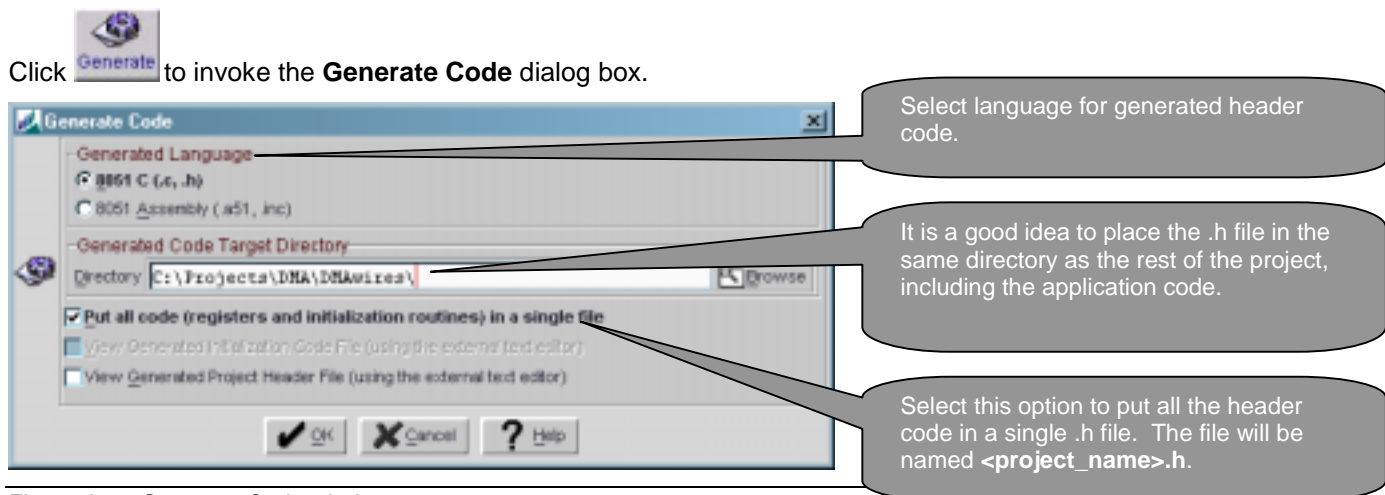 Click Generate to invoke the Generate Code dialog box.
Generate Code
Generated Language
8051 C (.c, .h)
8051 Assembly (.a51, .inc)
Generated Code Target Directory
Directory C:\Projects\DMA\DMAwires\ Browse
Put all code (registers and initialization routines) in a single file
View Generated Initialization Code File (using the external text editor)
View Generated Project Header File (using the external text editor)
OK Cancel Help
Select language for generated header
code.
It is a good idea to place the .h file in the
same directory as the rest of the project,
including the application code.
Select this option to put all the header
code in a single .h file. The file will be
named <project_name>.h.